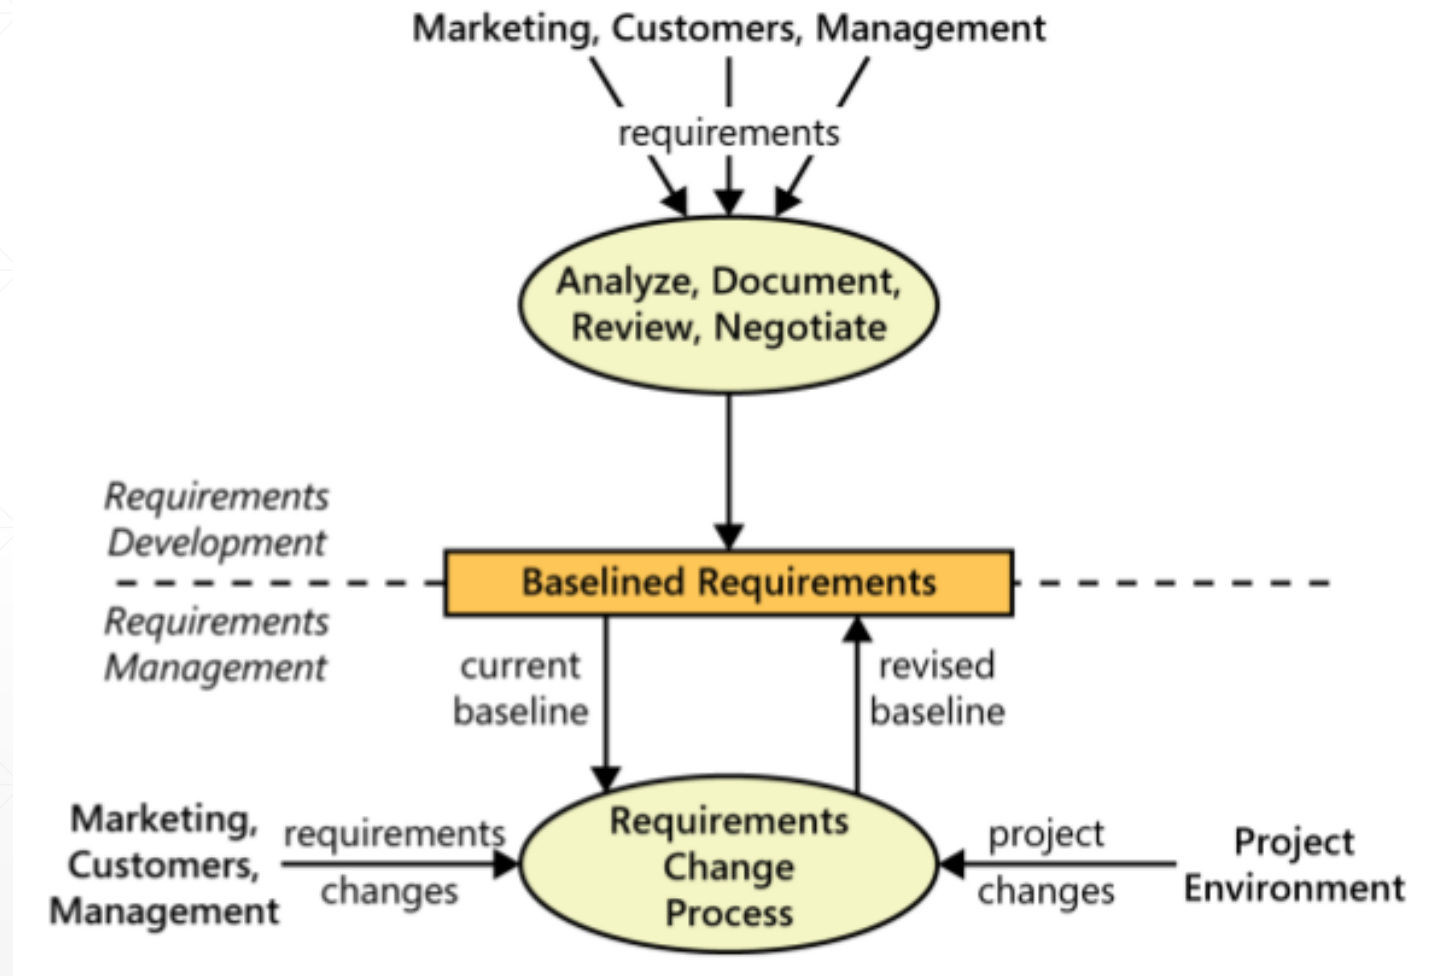 Marketing, Customers, Management
requirements
Analyze, Document,
Review, Negotiate
Requirements
Development
Baselined Requirements
Requirements
Management
current
baseline
revised
baseline
Marketing,
Customers,
Management
requirements
changes
Requirements
Change
Process
project
changes
Project
Environment